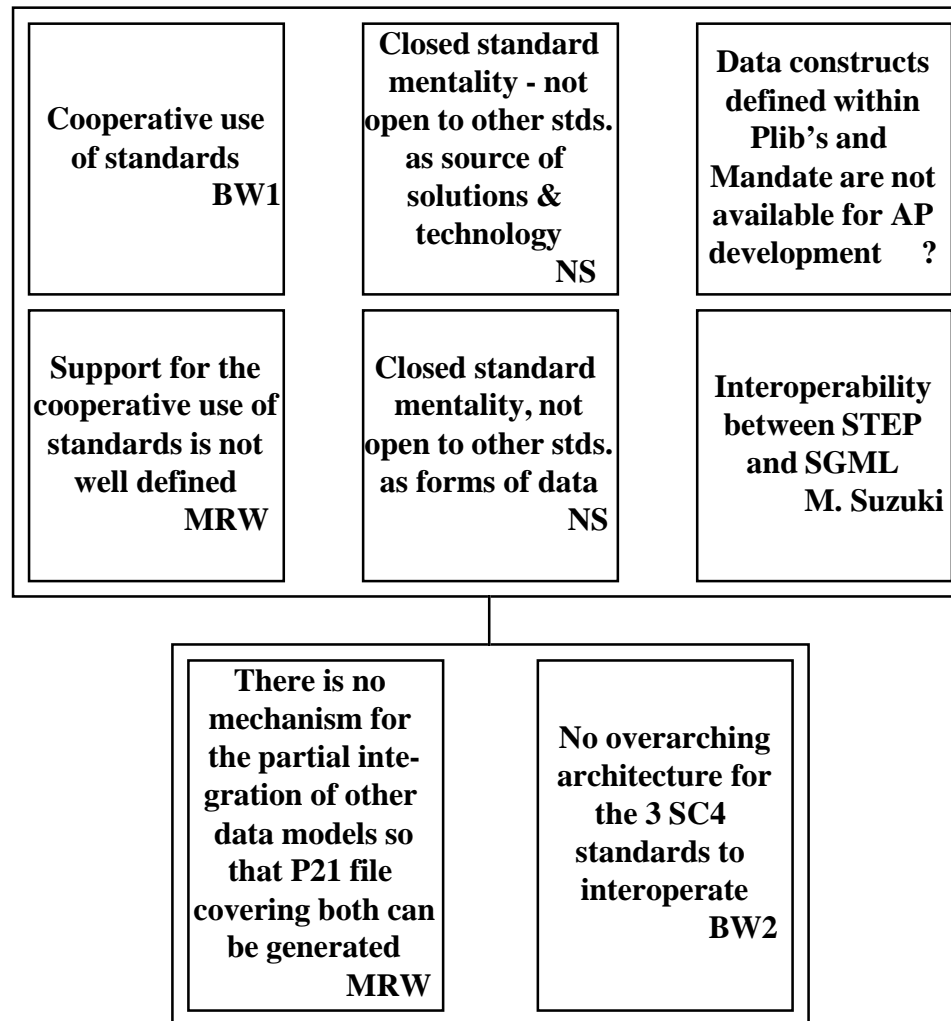 Cooperative use
of standards
BW1
Closed standard
mentality - not
open to other stds.
as source of
solutions &
technology
NS
Data constructs
defined within
Plib's and
Mandate are not
available for AP
development ?
Support for the
cooperative use of
standards is not
well defined
MRW
Closed standard
mentality, not
open to other stds.
as forms of data
NS
Interoperability
between STEP
and SGML
M. Suzuki
There is no
mechanism for
the partial inte-
gration of other
data models so
that P21 file
covering both can
be generated
MRW
No overarching
architecture for
the 3 SC4
standards to
interoperate
BW2